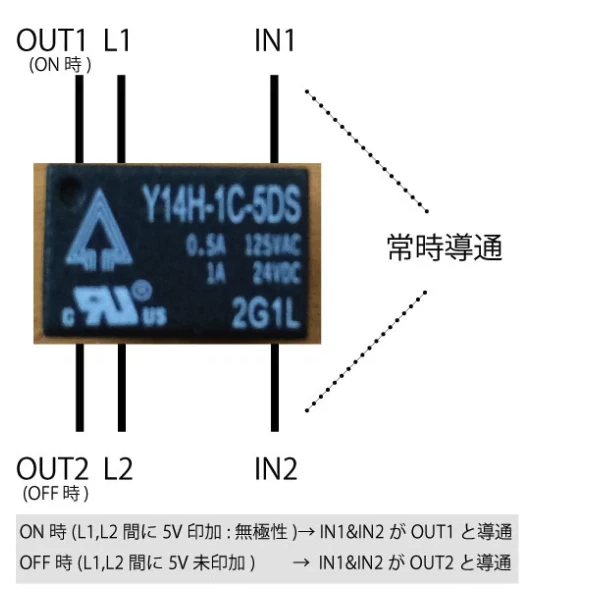 OUT1 L1 IN1
(ON 時)
Y14H-1C-5DS
0.5A 125VAC
1A 24VDC
常時導通
c RU ® US 2G1L
OUT2 L2 IN2
(OFF 時)
ON 時 (L1,L2 間に 5V 印加 : 無極性 )→ IN1&IN2 が OUT1 と導通
OFF 時 (L1,L2 間に 5V 未印加 ) → IN1&IN2 が OUT2 と導通